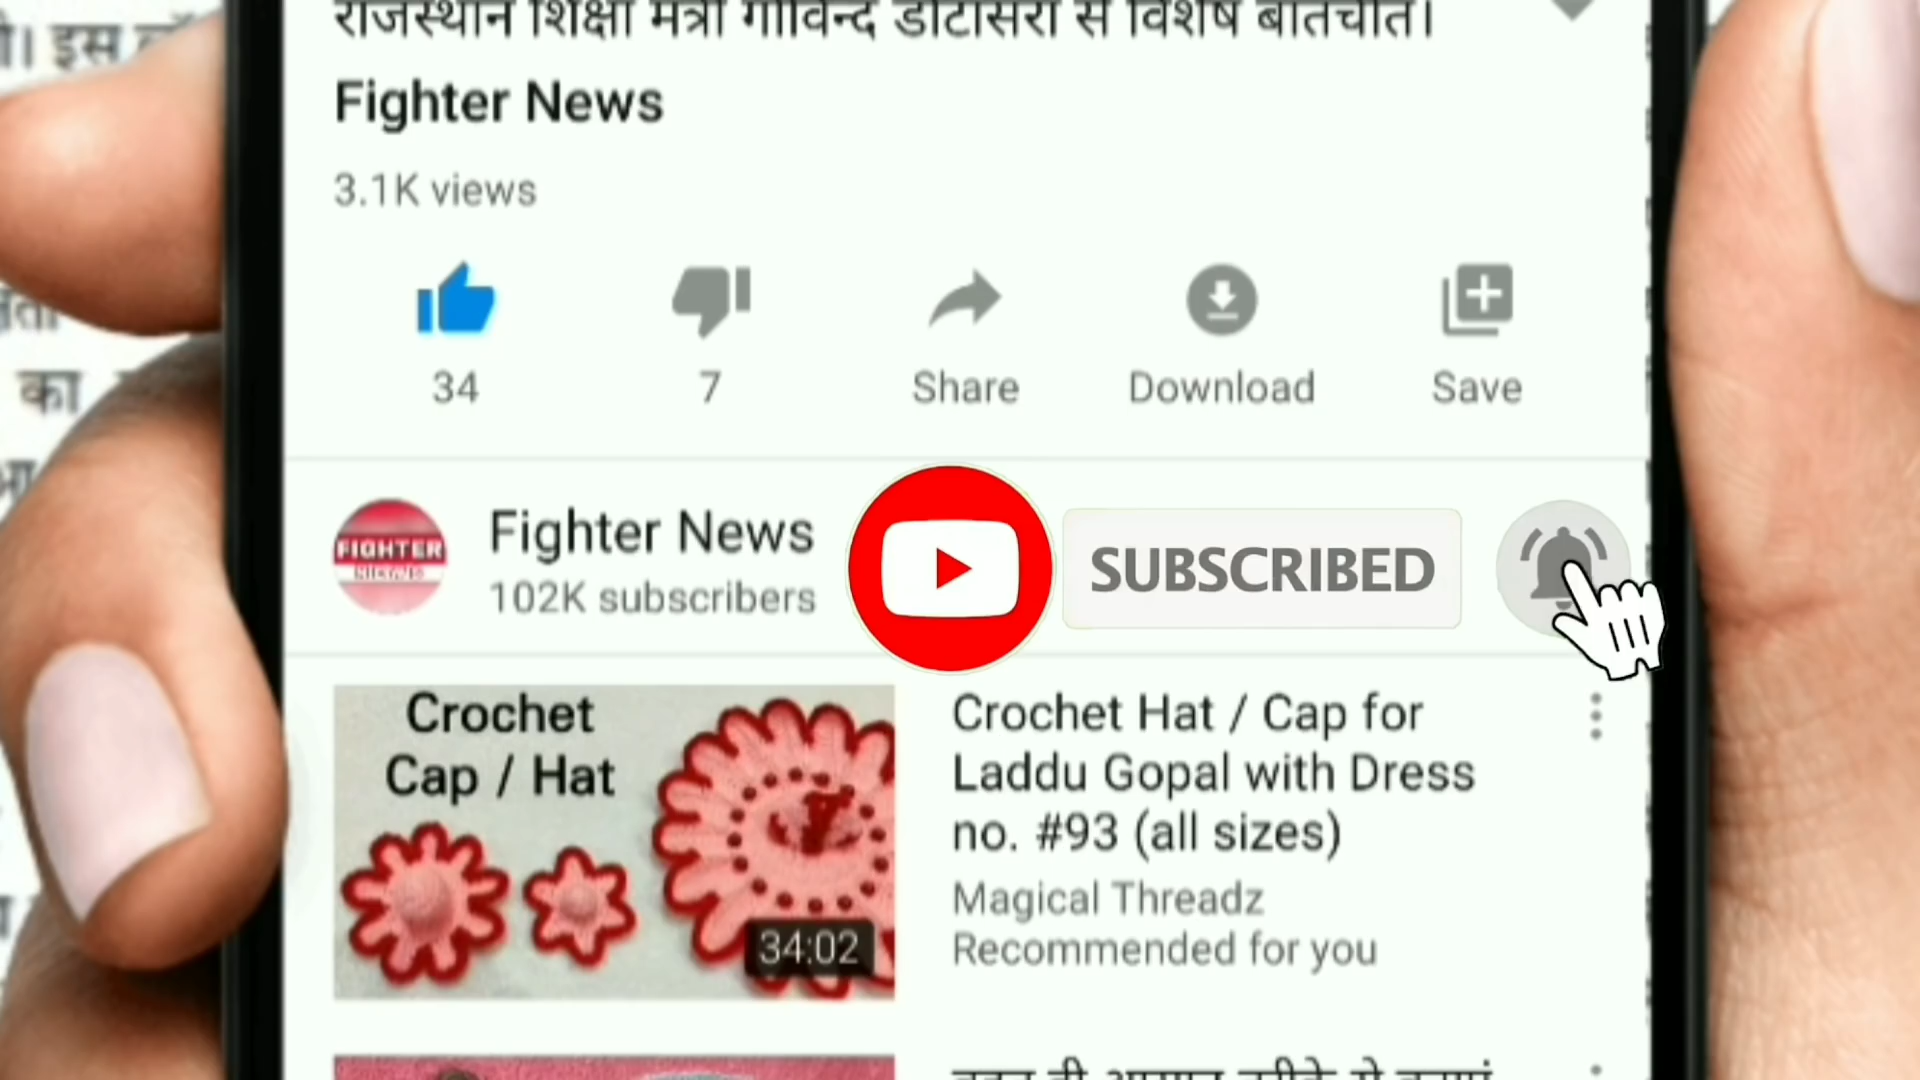 राजस्थान शिक्षा मंत्री गोविन्द डोटासरा से विशेष बातचीत।
Fighter News
3.1K views
34
7
Share
Download
Save
FIGHTER
Fighter News
102K subscribers
SUBSCRIBED
Crochet
Cap / Hat
34:02
Crochet Hat / Cap for
Laddu Gopal with Dress
no. #93 (all sizes)
Magical Threadz
Recommended for you
इस
का